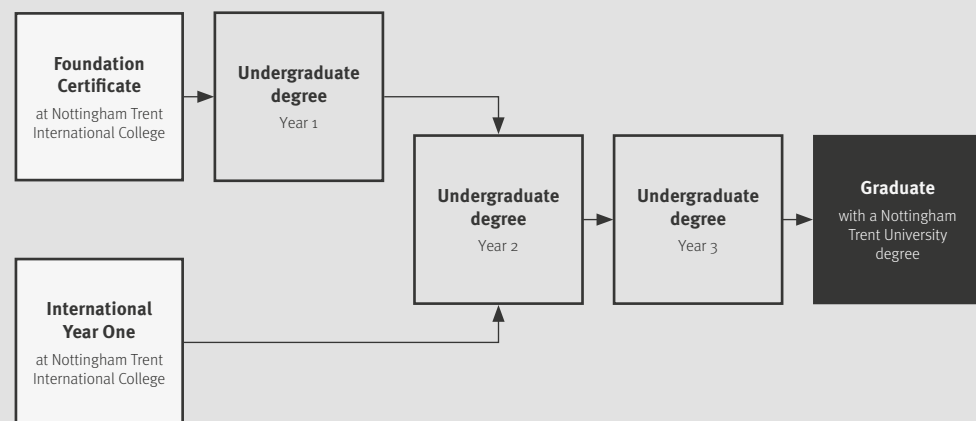 Foundation
Certificate
at Nottingham Trent
International College
Undergraduate
degree
Year 1
Undergraduate
degree
Year 2
Undergraduate
degree
Year 3
Graduate
with a Nottingham
Trent University
degree
International
Year One
at Nottingham Trent
International College